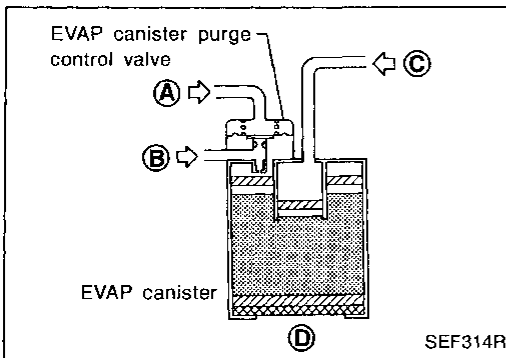 EVAP canister purge
control valve
A
C
B
EVAP canister
D
SEF314R